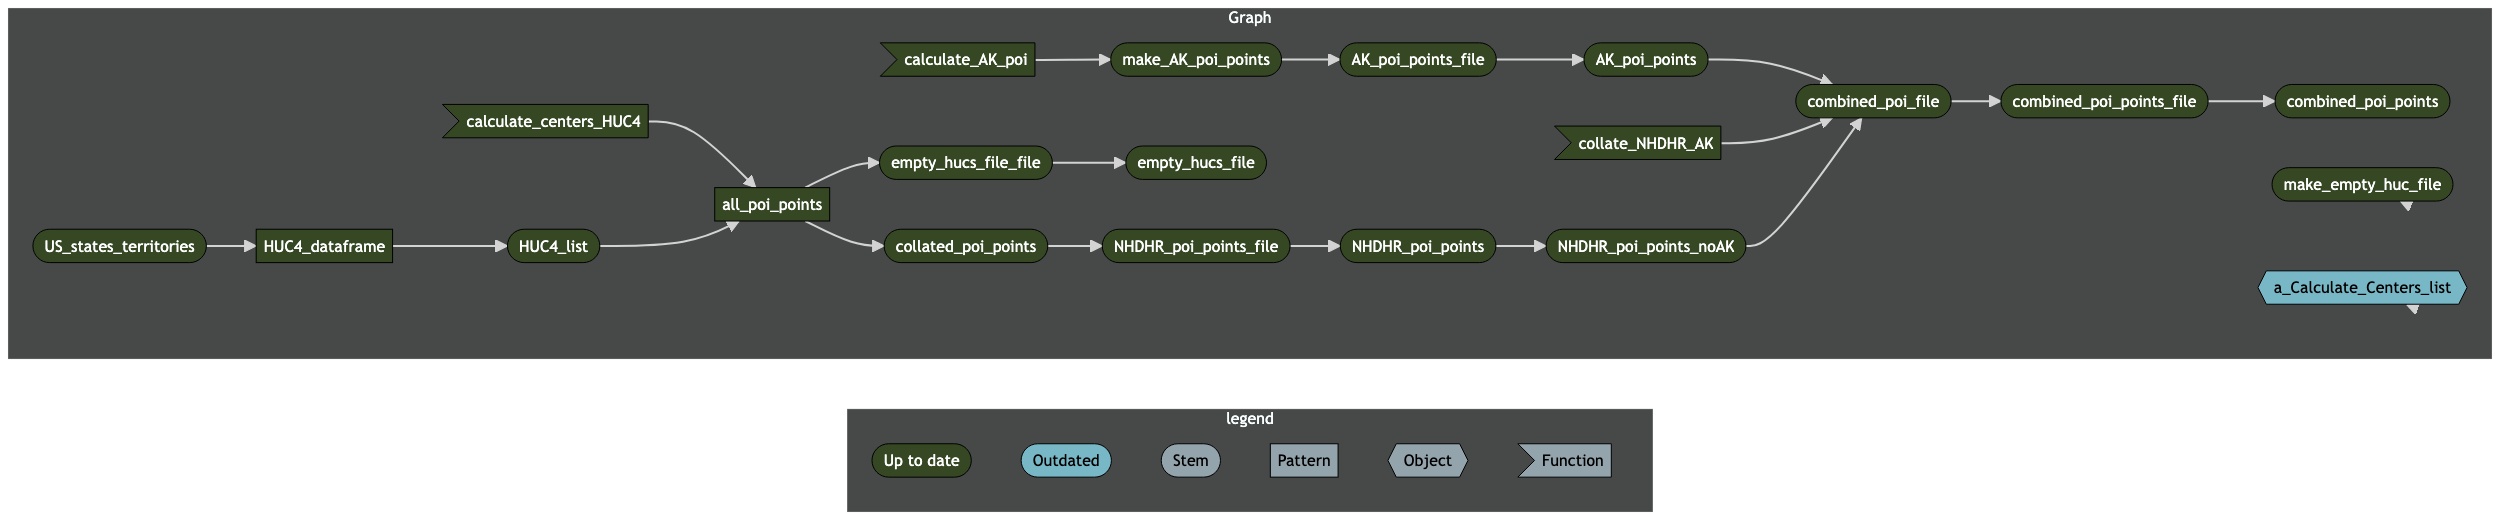 Graph
calculate_AK_poi
make_AK_poi_points
AK_poi_points_file
AK_poi_points
combined_poi_file
combined_poi_points_file
combined_poi_points
calculate_centers_HUC4
collate_NHDHR_AK
empty_hucs_file_file
empty_hucs_file
make_empty_huc_file
all_poi_points
US_states_territories
HUC4_dataframe
HUC4_list
collated_poi_points
NHDHR_poi_points_file
NHDHR_poi_points
NHDHR_poi_points_noAK
a_Calculate_Centers_list
legend
Up to date
Outdated
Stem
Pattern
Object
Function